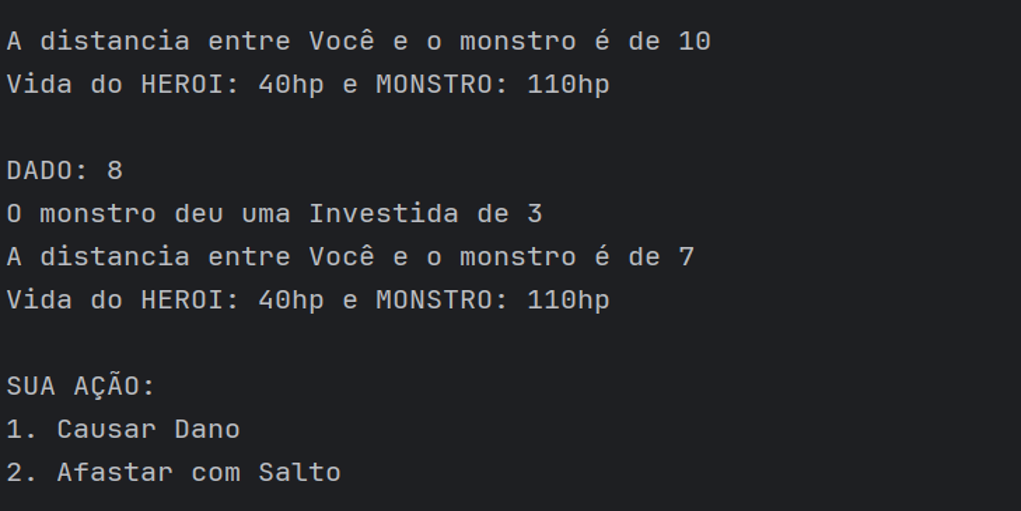 A distancia entre Você e o monstro é de 10
Vida do HEROI: 40hp e MONSTRO: 110hp
DADO: 8
O monstro deu uma Investida de 3
A distancia entre Você e o monstro é de 7
Vida do HEROI: 40hp e MONSTRO: 110hp
SUA AÇÃO:
1. Causar Dano
2. Afastar com Salto